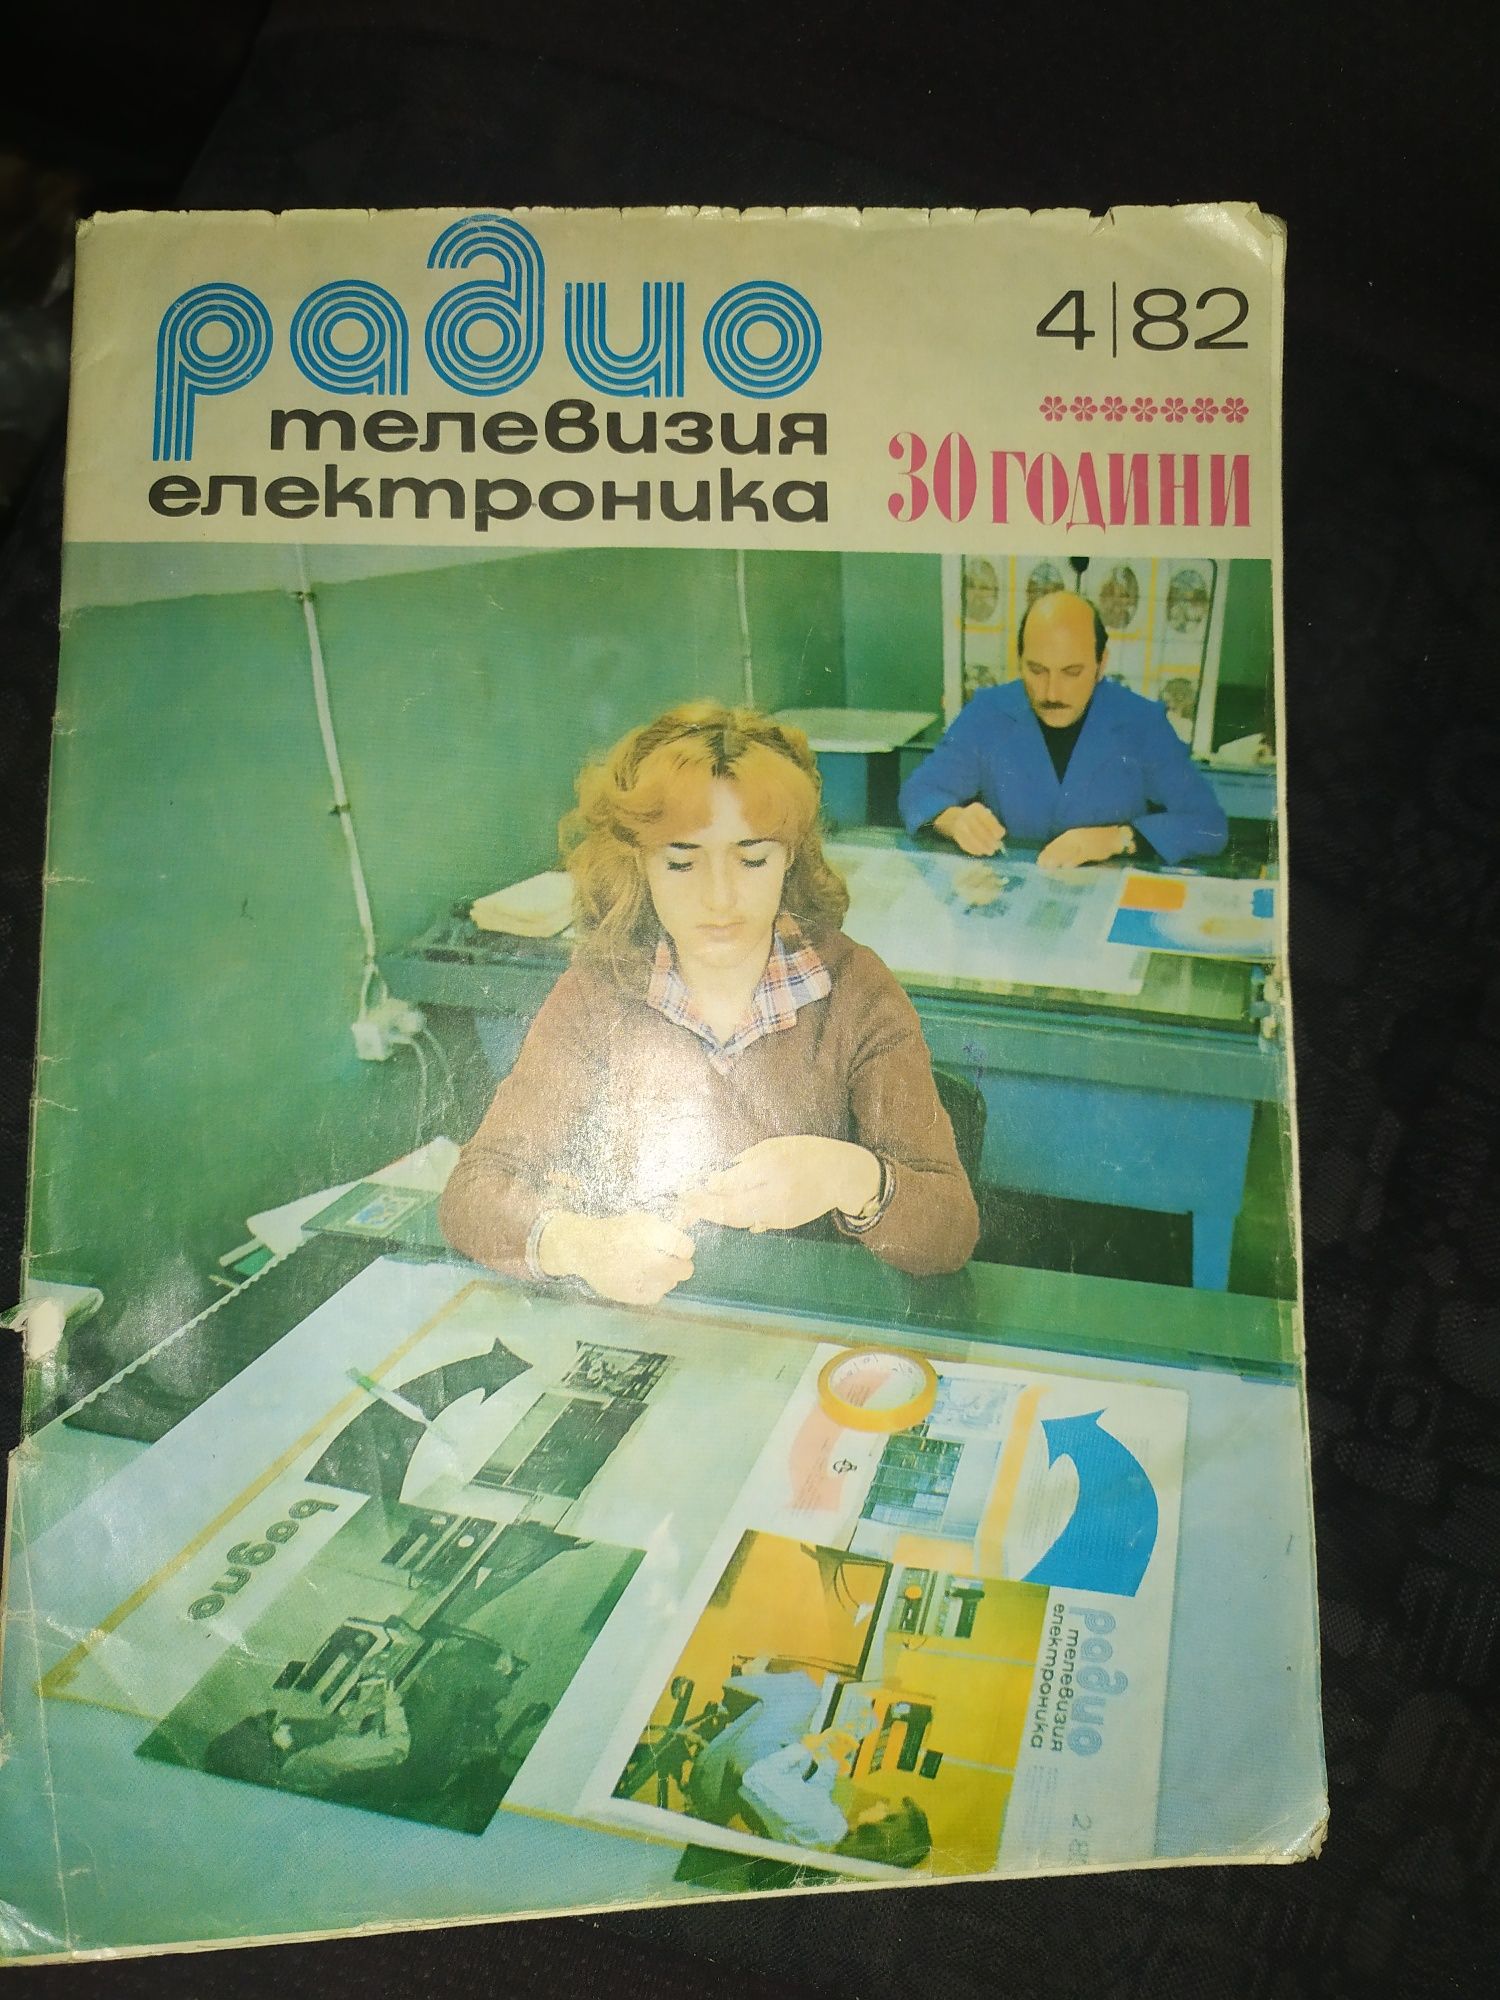 радио
телевизия
електроника
4|82
30 ГОДИНИ
радио
радио
телевизия
електроника